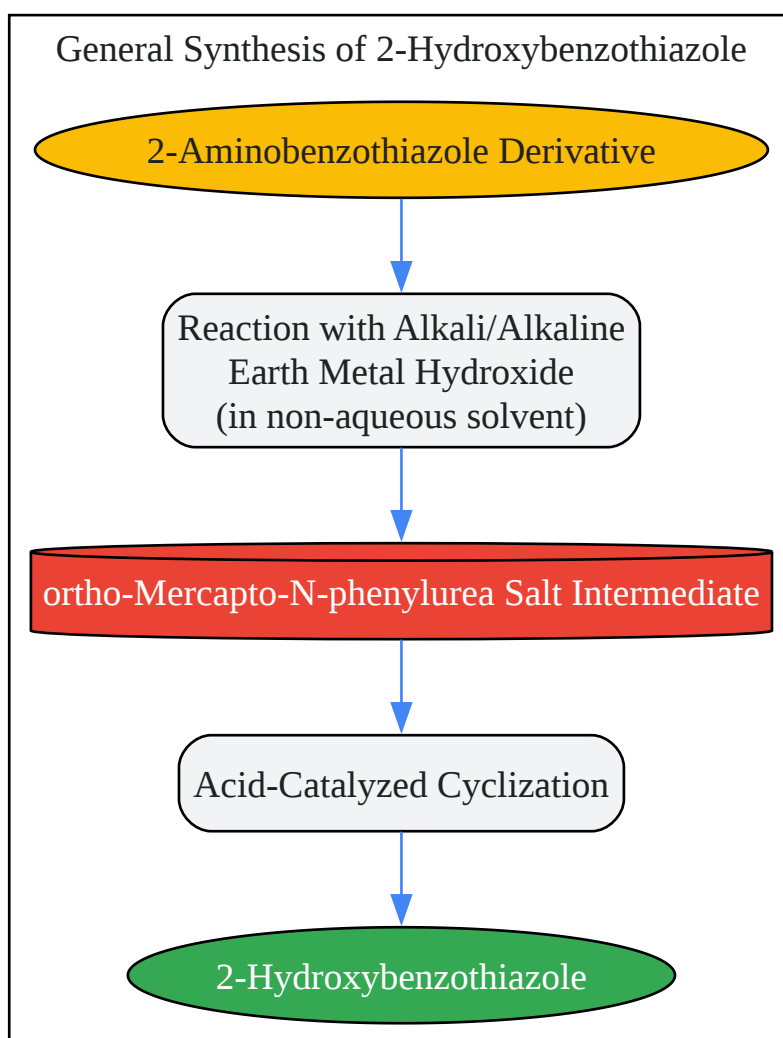 General Synthesis of 2-Hydroxybenzothiazole
2-Aminobenzothiazole Derivative
Reaction with Alkali/Alkaline
Earth Metal Hydroxide
(in non-aqueous solvent)
ortho-Mercapto-N-phenylurea Salt Intermediate
Acid-Catalyzed Cyclization
2-Hydroxybenzothiazole